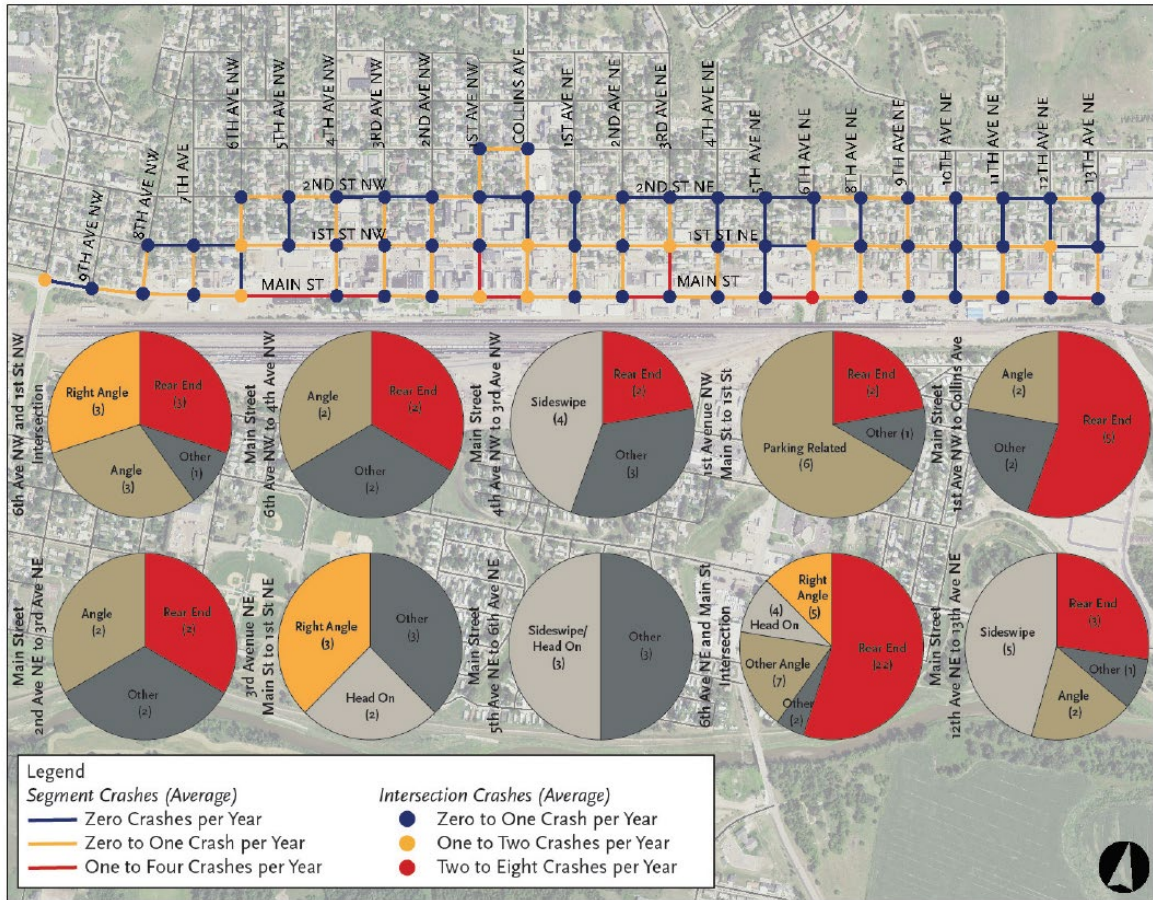 6TH AVE NW
5TH AVE NW
4TH AVE NW
3RD AVE NW
2ND AVE NW
1ST AVE NW
COLLINS AVE
1ST AVE NE
2ND AVE NE
3RD AVE NE
4TH AVE NE
5TH AVE NE
6TH AVE NE
8TH AVE NE
9TH AVE NE
10TH AVE NE
11TH AVE NE
12TH AVE NE
13TH AVE NE
9TH AVE NW
8TH AVE NW
7TH AVE
2ND ST NW
2ND ST NE
1ST ST NW
1ST ST NE
MAIN ST
MAIN ST
6th Ave NW and 1st St NW
Intersection
Right Angle
(3)
Rear End
(3)
Angle
(3)
Other
(1)
Main Street
6th Ave NW to 4th Ave NW
Angle
(2)
Rear End
(2)
Other
(2)
Main Street
4th Ave NW to 3rd Ave NW
Sideswipe
(4)
Rear End
(2)
Other
(3)
1st Avenue NW
Main St to 1st St
Rear End
(2)
Other (1)
Parking Related
(6)
Main Street
1st Ave NW to Collins Ave
Angle
(2)
Rear End
(5)
Other
(2)
Main Street
2nd Ave NE to 3rd Ave NE
Angle
(2)
Rear End
(2)
Other
(2)
3rd Avenue NE
Main St to 1st St NE
Right Angle
(3)
Other
(3)
Head On
(2)
Main Street
5th Ave NE to 6th Ave NE
Sideswipe/
Head On
(3)
Other
(3)
6th Ave NE and Main St
Intersection
Right
Angle
(5)
(4)
Head On
Other Angle
(7)
Other
(2)
Rear End
(22)
Main Street
12th Ave NE to 13th Ave NE
Sideswipe
(5)
Rear End
(3)
Other (1)
Angle
(2)
Legend
Segment Crashes (Average)
Zero Crashes per Year
Zero to One Crash per Year
One to Four Crashes per Year
Intersection Crashes (Average)
Zero to One Crash per Year
One to Two Crashes per Year
Two to Eight Crashes per Year